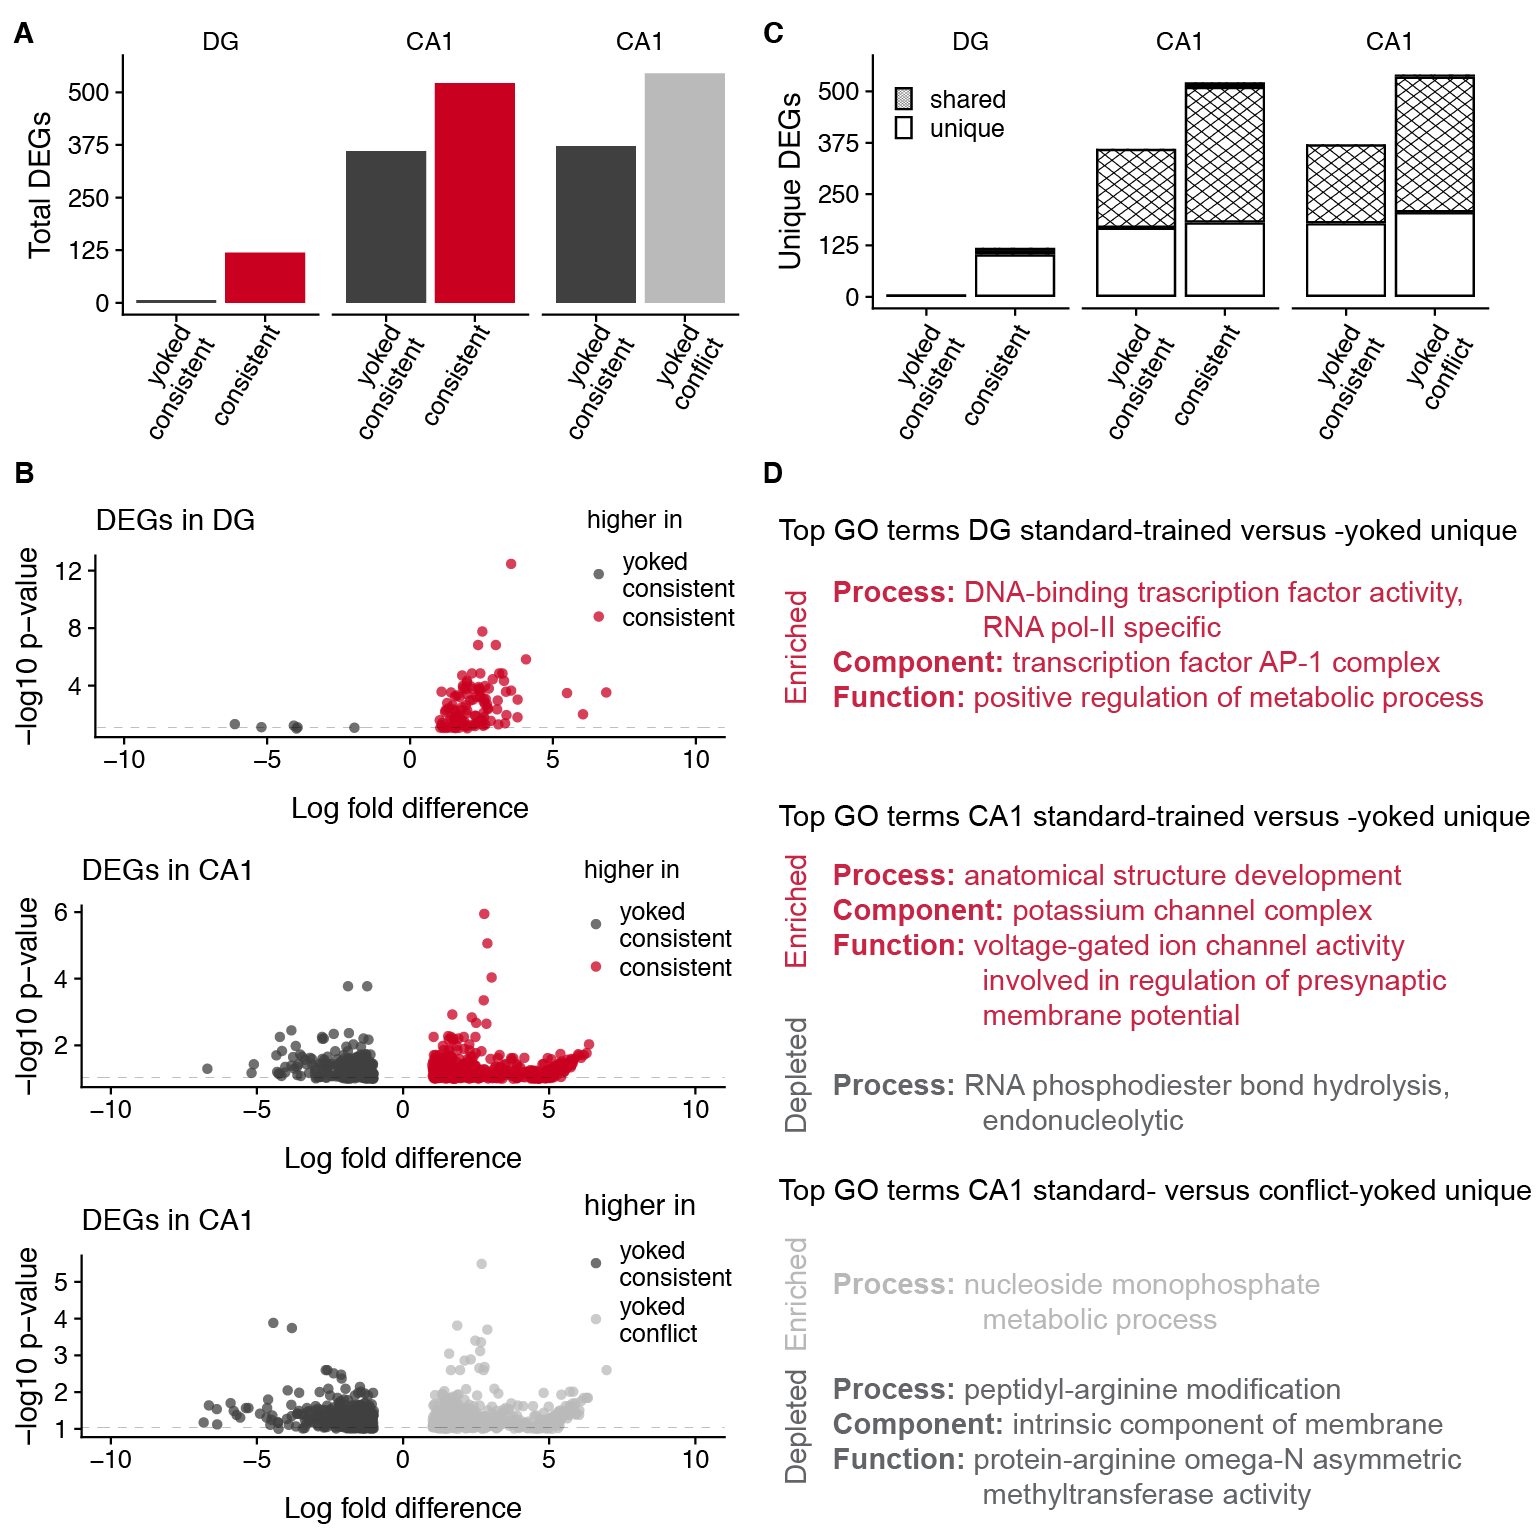 A
DG
CA1
CA1
Total DEGs
500
375
250
125
0
yoked
consistent
consistent
yoked
consistent
consistent
yoked
consistent
yoked
conflict
C
DG
CA1
CA1
Unique DEGs
500
375
250
125
0
shared
unique
yoked
consistent
consistent
yoked
consistent
consistent
yoked
consistent
yoked
conflict
B
DEGs in DG
higher in
yoked
consistent
consistent
−log10 p−value
12
8
4
−10
−5
0
5
10
Log fold difference
DEGs in CA1
higher in
yoked
consistent
consistent
−log10 p−value
6
4
2
−10
−5
0
5
10
Log fold difference
DEGs in CA1
higher in
yoked
consistent
yoked
conflict
−log10 p−value
5
4
3
2
1
−10
−5
0
5
10
Log fold difference
D
Top GO terms DG standard-trained versus -yoked unique
Enriched
Process: DNA-binding trascription factor activity,
RNA pol-II specific
Component: transcription factor AP-1 complex
Function: positive regulation of metabolic process
Top GO terms CA1 standard-trained versus -yoked unique
Enriched
Process: anatomical structure development
Component: potassium channel complex
Function: voltage-gated ion channel activity
involved in regulation of presynaptic
membrane potential
Depleted
Process: RNA phosphodiester bond hydrolysis,
endonucleolytic
Top GO terms CA1 standard- versus conflict-yoked unique
Enriched
Process: nucleoside monophosphate
metabolic process
Depleted
Process: peptidyl-arginine modification
Component: intrinsic component of membrane
Function: protein-arginine omega-N asymmetric
methyltransferase activity